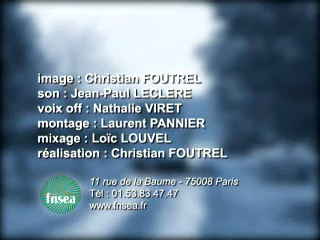 image : Christian FOUTREL
son : Jean-Paul LECLERE
voix off : Nathalie VIRET
montage : Laurent PANNIER
mixage : Loïc LOUVEL
réalisation : Christian FOUTREL
11 rue de la Baume - 75008 Paris
Tél : 01.53.83.47.47
www.fnsea.fr
fnsea